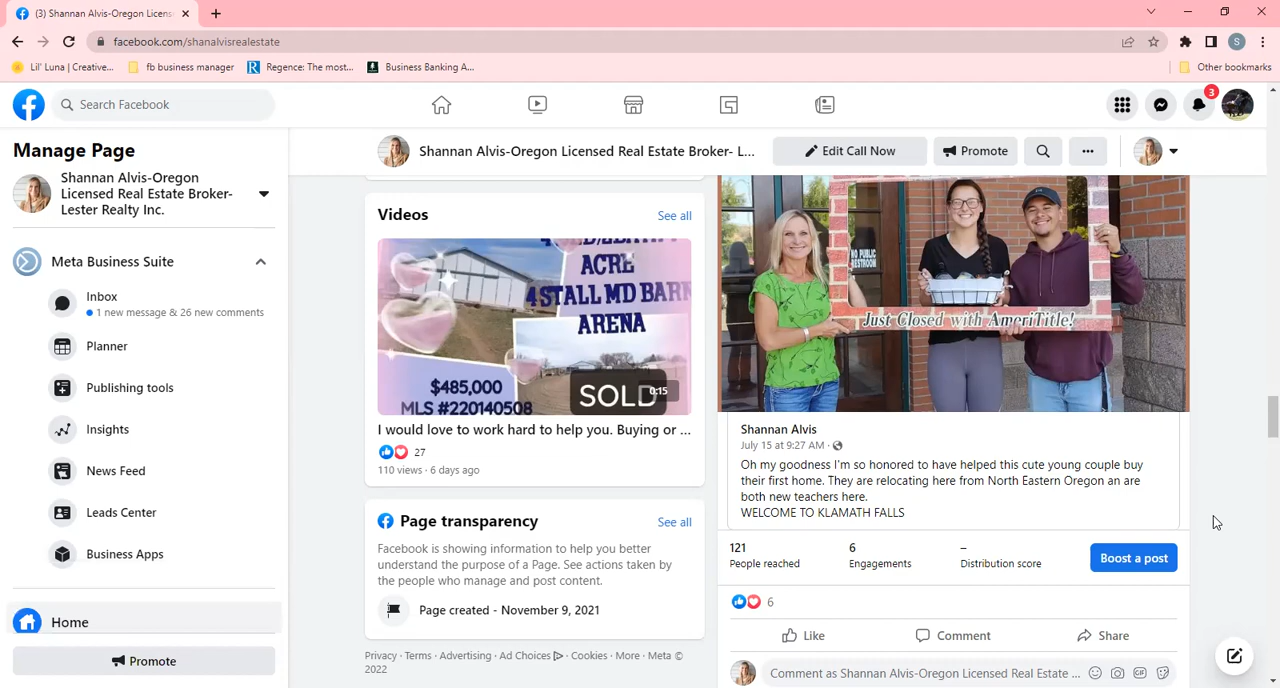 (3) Shannan Alvis-Oregon Licens
facebook.com/shanalvisrealestate
S
Lil' Luna | Creative...
fb business manager
Regence: The most...
Business Banking A...
Other bookmarks
Search Facebook
3
Manage Page
Shannan Alvis-Oregon
Licensed Real Estate Broker-
Lester Realty Inc.
Meta Business Suite
Inbox
1 new message & 26 new comments
Planner
Publishing tools
Insights
News Feed
Leads Center
Business Apps
Home
Promote
Shannan Alvis-Oregon Licensed Real Estate Broker- L...
Edit Call Now
Promote
Videos
See all
ACRE
4 STALL MD BARN
ARENA
$485,000
MLS #220140508
SOLD
0:15
I would love to work hard to help you. Buying or ...
27
110 views · 6 days ago
Page transparency
See all
Facebook is showing information to help you better
understand the purpose of a Page. See actions taken by
the people who manage and post content.
Page created - November 9, 2021
Privacy · Terms · Advertising · Ad Choices · Cookies · More · Meta ©
2022
NO PUBLIC
RESTROOM
Just Closed with AmeriTitle!
Shannan Alvis
July 15 at 9:27 AM ·
Oh my goodness I'm so honored to have helped this cute young couple buy
their first home. They are relocating here from North Eastern Oregon an are
both new teachers here.
WELCOME TO KLAMATH FALLS
121
People reached
6
Engagements
–
Distribution score
Boost a post
6
Like
Comment
Share
Comment as Shannan Alvis-Oregon Licensed Real Estate ...